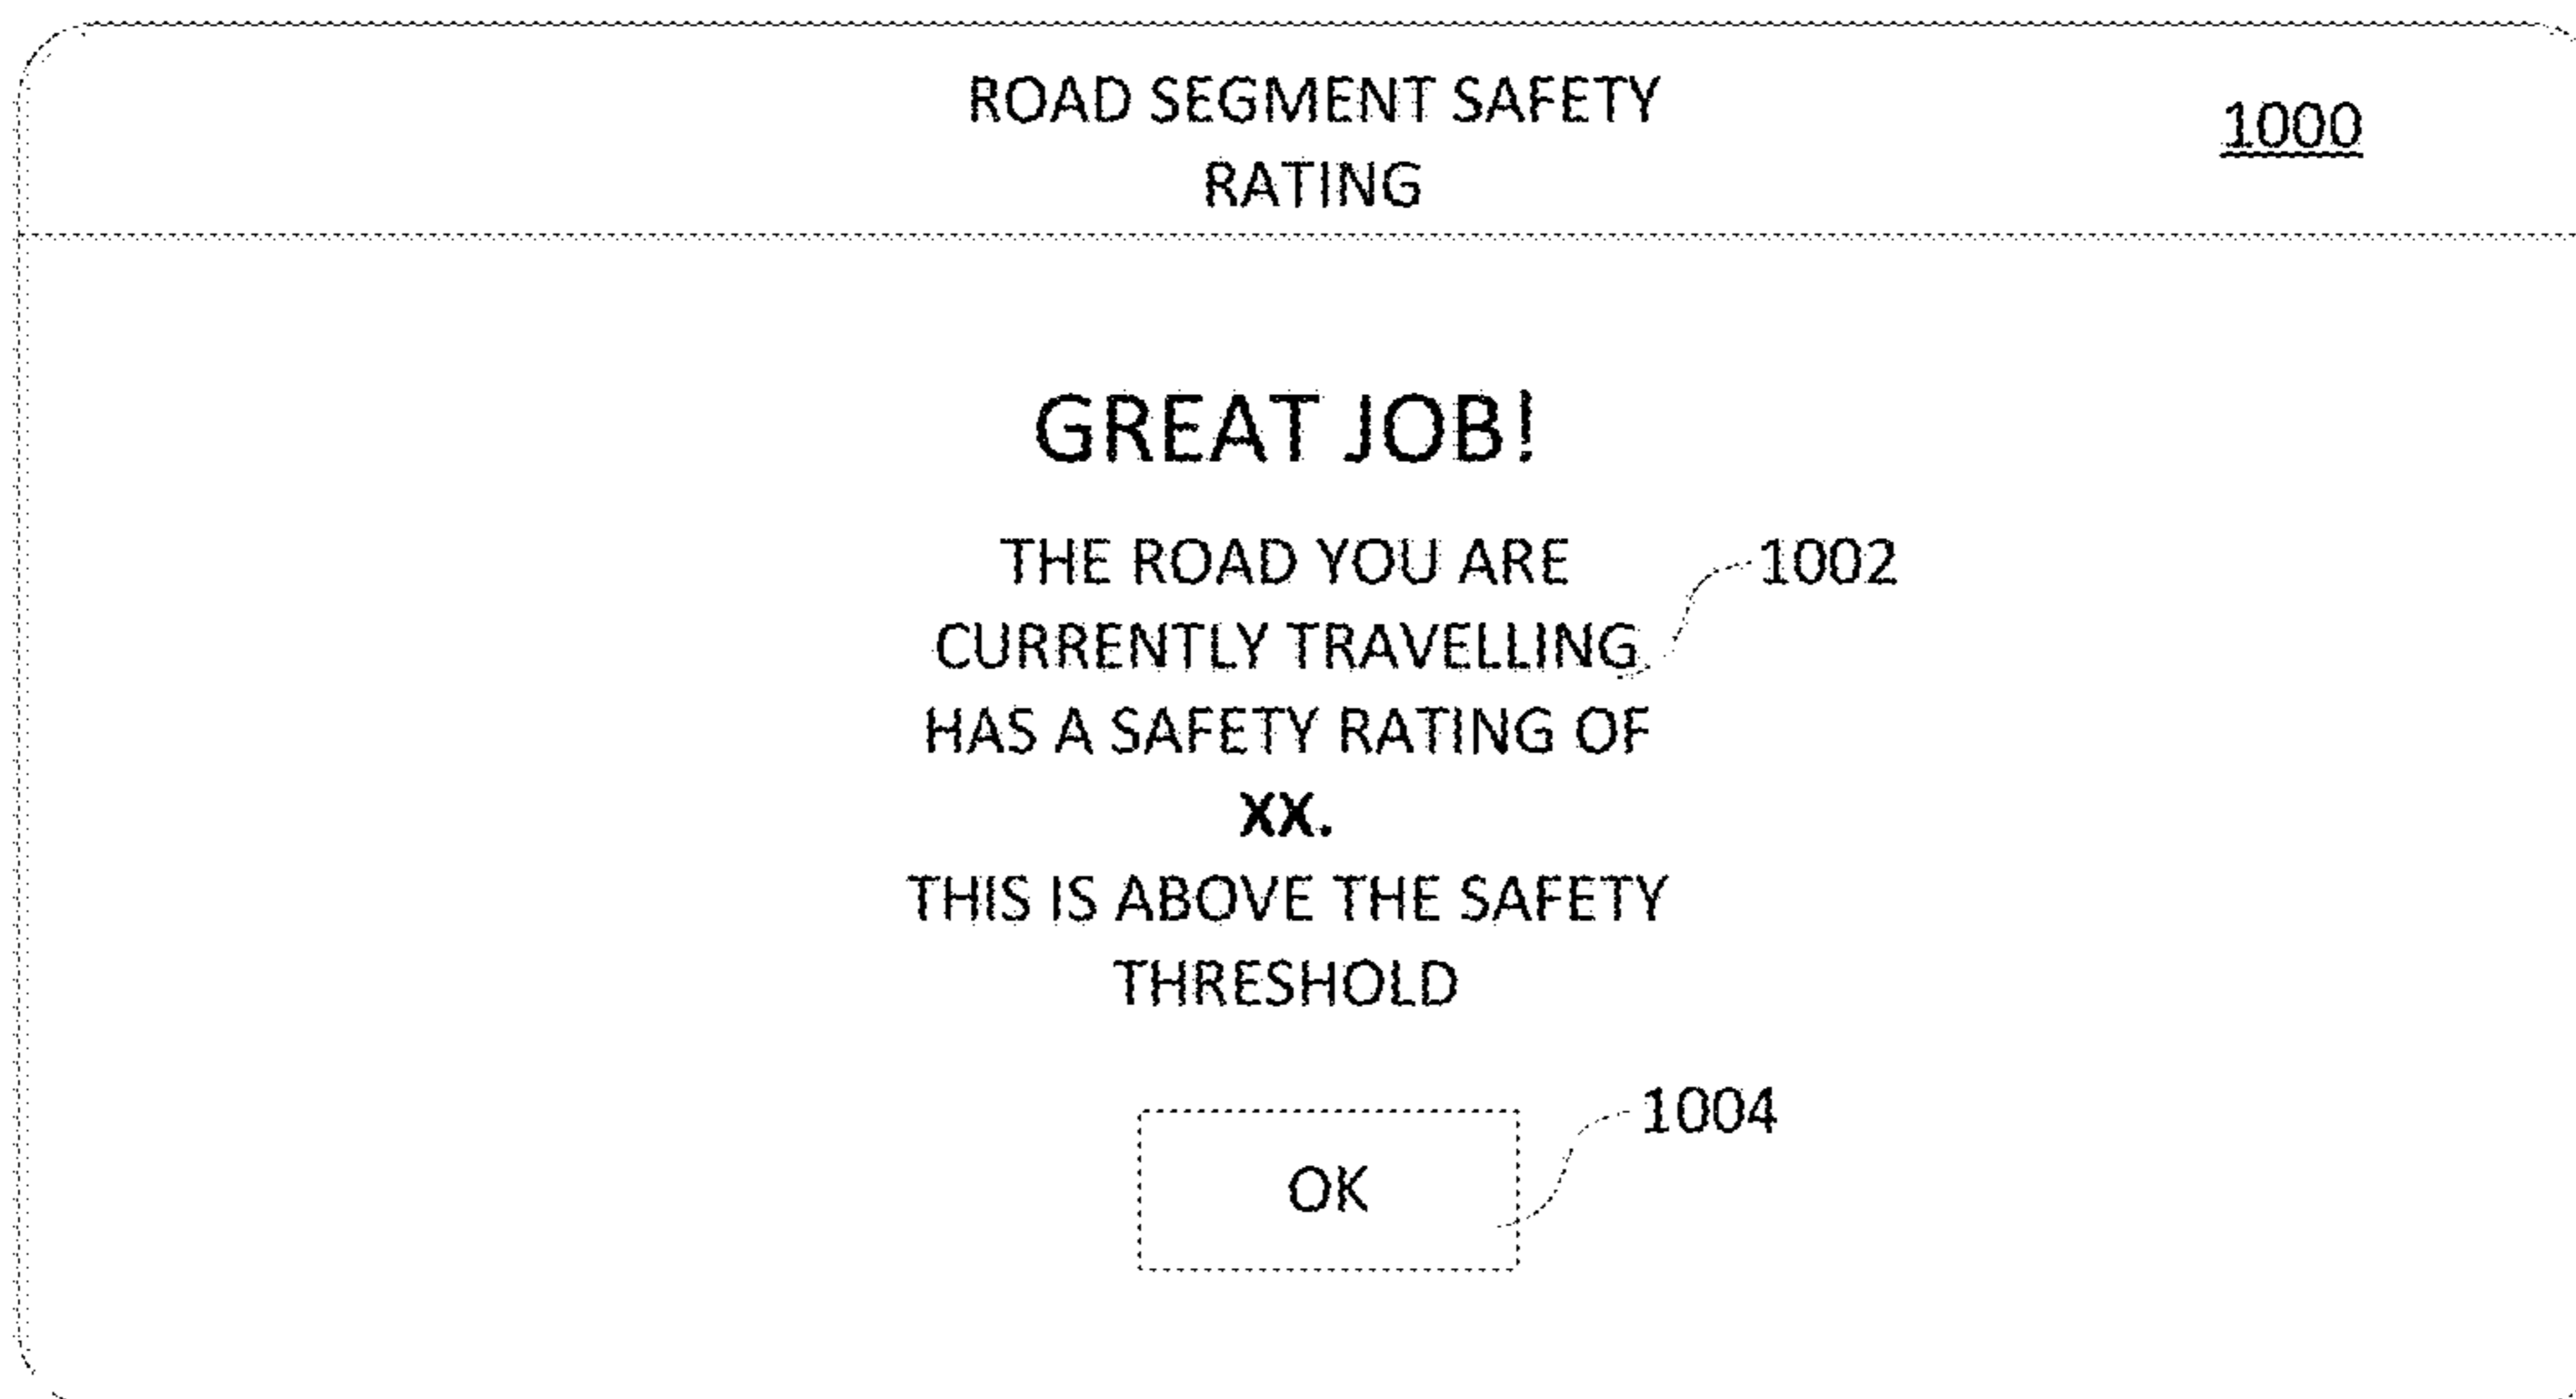 ROAD SEGMENT SAFETY
RATING
1000
GREAT JOB!
THE ROAD YOU ARE
1002
CURRENTLY TRAVELLING
HAS A SAFETY RATING OF
XX.
THIS IS ABOVE THE SAFETY
THRESHOLD
1004
OK